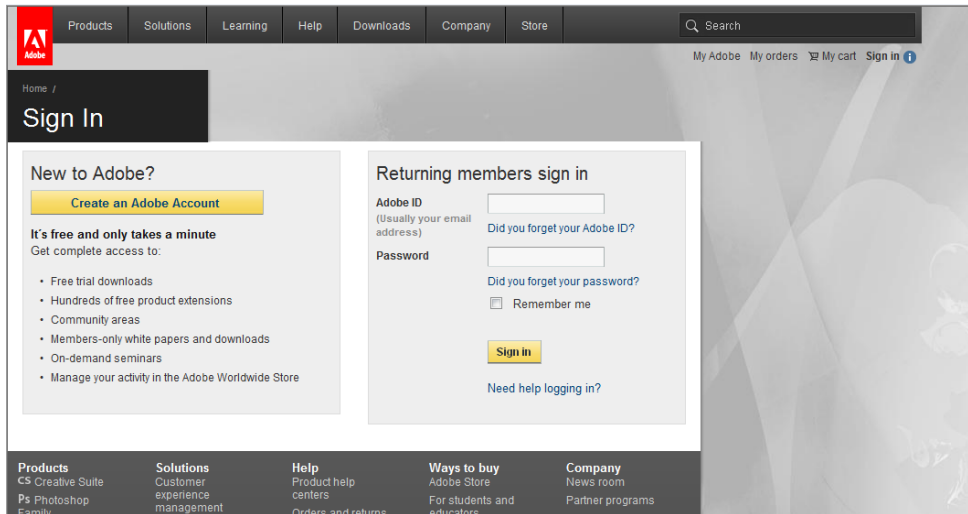 Products Solutions Learning Help Downloads Company Store Search
Adobe
My Adobe My orders My cart Sign in i
Home /
Sign In
New to Adobe?
Create an Adobe Account
It's free and only takes a minute
Get complete access to:
• Free trial downloads
• Hundreds of free product extensions
• Community areas
• Members-only white papers and downloads
• On-demand seminars
• Manage your activity in the Adobe Worldwide Store
Returning members sign in
Adobe ID
(Usually your email
address)
Did you forget your Adobe ID?
Password
Did you forget your password?
Remember me
Sign in
Need help logging in?
Products
CS Creative Suite
Ps Photoshop
Family
Solutions
Customer
experience
management
Help
Product help
centers
Orders and returns
Ways to buy
Adobe Store
For students and
educators
Company
News room
Partner programs